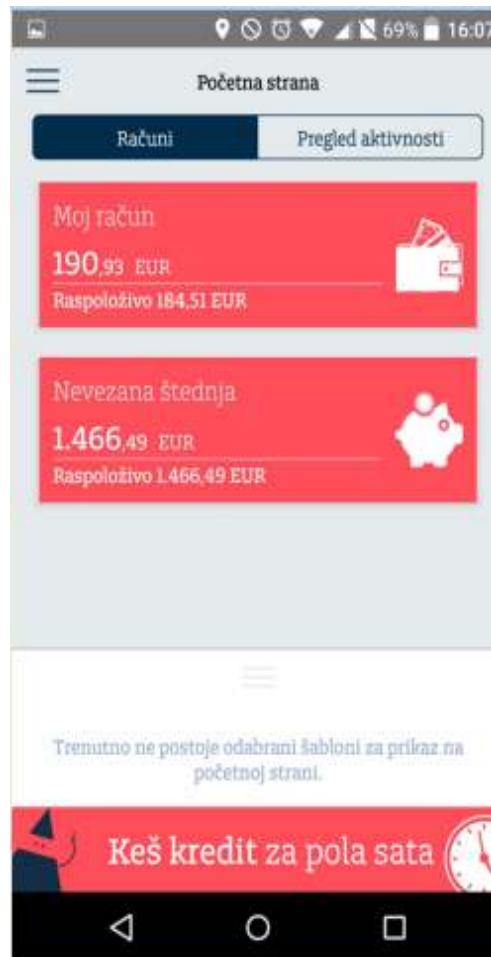 69% 16:07
Početna strana
Računi
Pregled aktivnosti
Moj račun
190,93 EUR
Raspoloživo 184,51 EUR
Nevezana štednja
1.466,49 EUR
Raspoloživo 1.466,49 EUR
Trenutno ne postoje odabrani šabloni za prikaz na
početnoj strani.
Keš kredit za pola sata